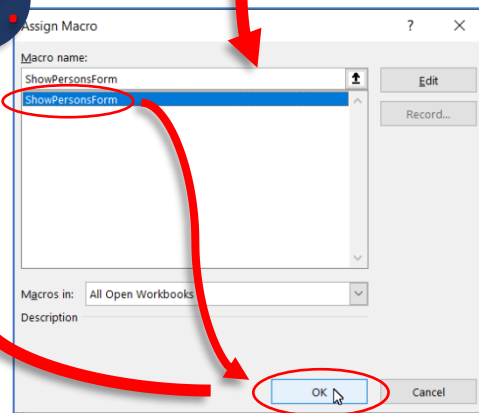 Assign Macro ? ×
Macro name:
ShowPersonsForm
ShowPersonsForm
Edit
Record...
Macros in: All Open Workbooks
Description
OK Cancel